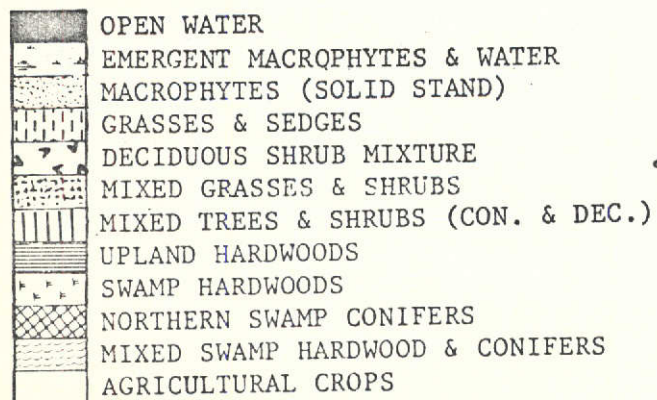 OPEN WATER
EMERGENT MACROPHYTES & WATER
MACROPHYTES (SOLID STAND)
GRASSES & SEDGES
DECIDUOUS SHRUB MIXTURE
MIXED GRASSES & SHRUBS
MIXED TREES & SHRUBS (CON. & DEC.)
UPLAND HARDWOODS
SWAMP HARDWOODS
NORTHERN SWAMP CONIFERS
MIXED SWAMP HARDWOOD & CONIFERS
AGRICULTURAL CROPS